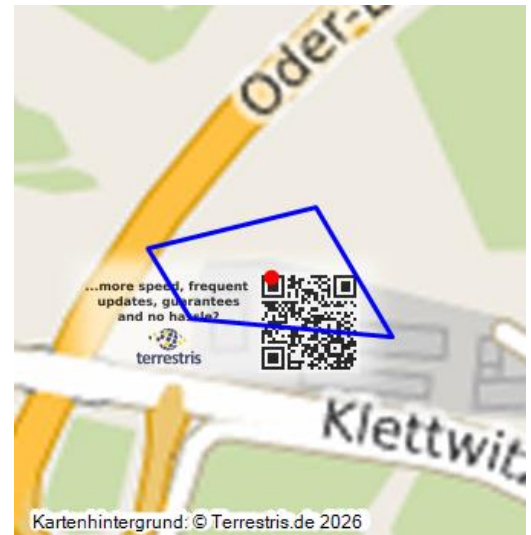 Oder-
...more speed, frequent
updates, guarantees
and no hassle?
terrestris
Klettwitz
Kartenhintergrund: © Terrestris.de 2026